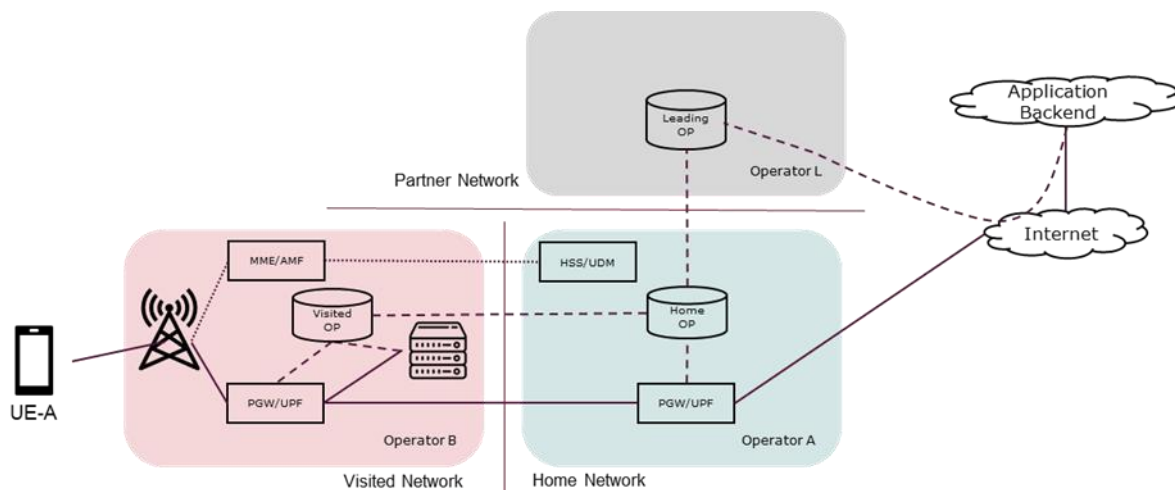 Application
Backend
Leading
OP
Operator L
Partner Network
Internet
MME/AMF
HSS/UDM
Visited
OP
Home
OP
UE-A
PGW/UPF
PGW/UPF
Operator B
Operator A
Visited Network
Home Network